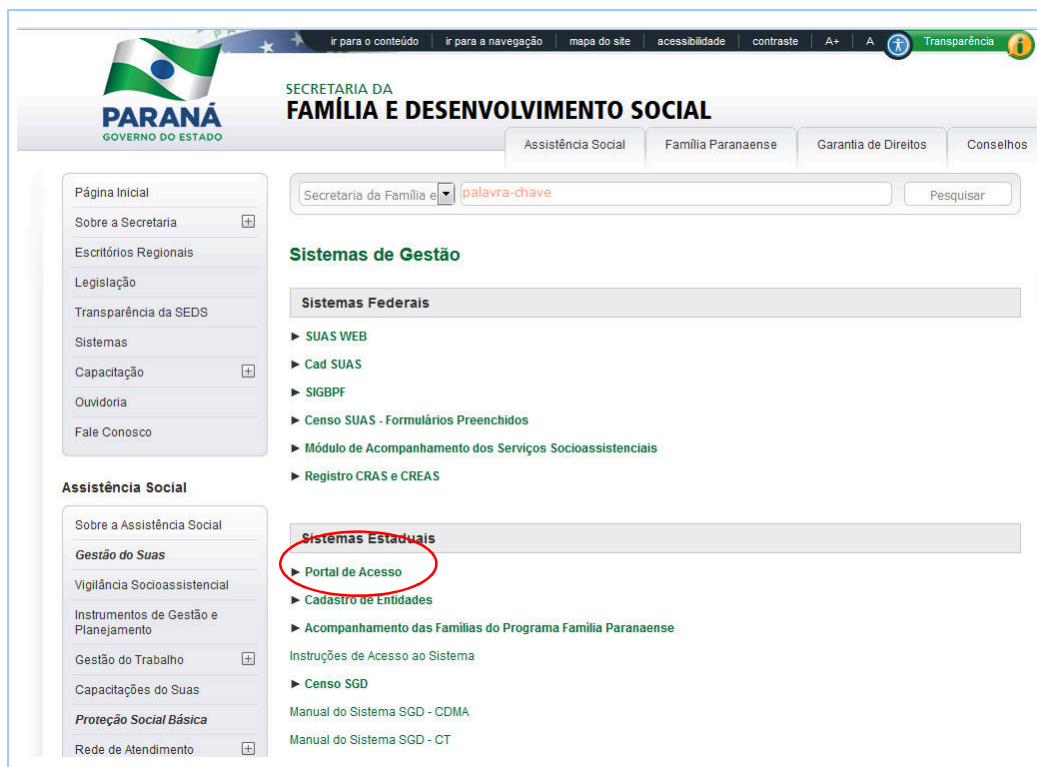 ir para o conteúdo | ir para a navegação | mapa do site | acessibilidade | contraste | A+ | A
Transparência
PARANÁ
GOVERNO DO ESTADO
SECRETARIA DA
FAMÍLIA E DESENVOLVIMENTO SOCIAL
Assistência Social
Família Paranaense
Garantia de Direitos
Conselhos
Página Inicial
Sobre a Secretaria
Escritórios Regionais
Legislação
Transparência da SEDS
Sistemas
Capacitação
Ouvidoria
Fale Conosco
Assistência Social
Sobre a Assistência Social
Gestão do Suas
Vigilância Socioassistencial
Instrumentos de Gestão e
Planejamento
Gestão do Trabalho
Capacitações do Suas
Proteção Social Básica
Rede de Atendimento
Secretaria da Família e
palavra-chave
Pesquisar
Sistemas de Gestão
Sistemas Federais
► SUAS WEB
► Cad SUAS
► SIGBPF
► Censo SUAS - Formulários Preenchidos
► Módulo de Acompanhamento dos Serviços Socioassistenciais
► Registro CRAS e CREAS
Sistemas Estaduais
► Portal de Acesso
► Cadastro de Entidades
► Acompanhamento das Famílias do Programa Família Paranaense
Instruções de Acesso ao Sistema
► Censo SGD
Manual do Sistema SGD - CDMA
Manual do Sistema SGD - CT